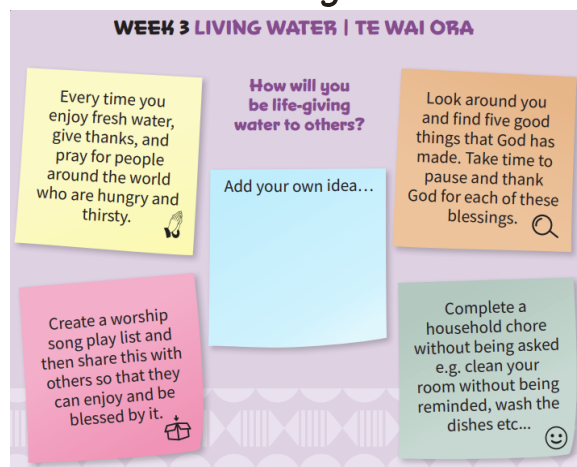 WEEK 3 LIVING WATER | TE WAI ORA
Every time you
enjoy fresh water,
give thanks, and
pray for people
around the world
who are hungry and
thirsty.
How will you
be life-giving
water to others?
Look around you
and find five good
things that God has
made. Take time to
pause and thank
God for each of these
blessings.
Add your own idea...
Create a worship
song play list and
then share this with
others so that they
can enjoy and be
blessed by it.
Complete a
household chore
without being asked
e.g. clean your
room without being
reminded, wash the
dishes etc...